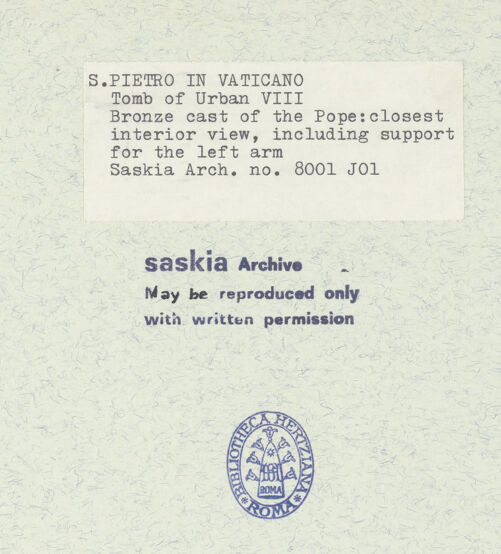 S.PIETRO IN VATICANO
Tomb of Urban VIII
Bronze cast of the Pope:closest
interior view, including support
for the left arm
Saskia Arch. no. 8001 J01
saskia Archive
May be reproduced only
with written permission
BIBLIOTHECA HERTZIANA
ROMA
* ROMA *